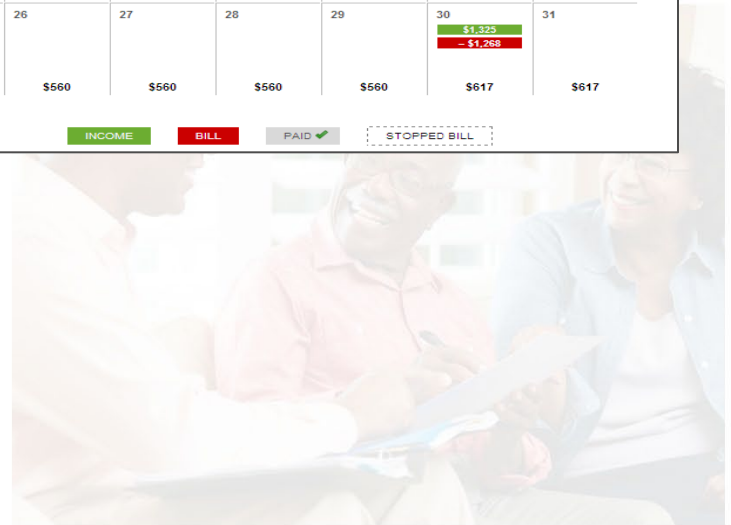 26 27 28 29 30 31
$1,325
– $1,268
$560 $560 $560 $560 $617 $617
INCOME BILL PAID ✔ STOPPED BILL